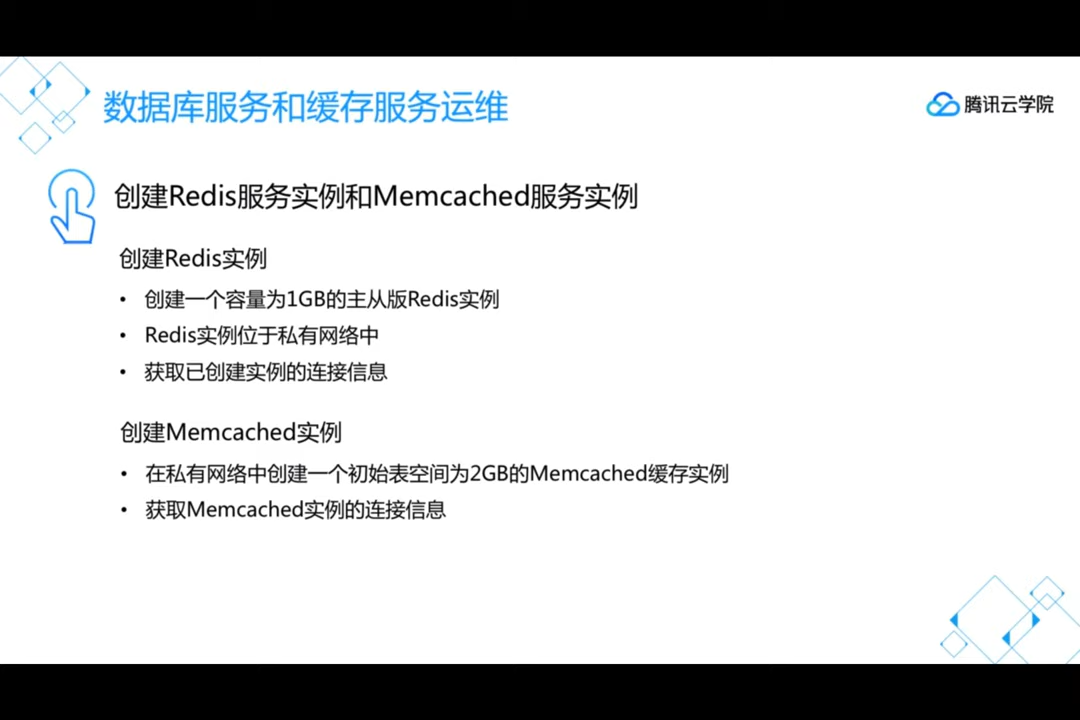 数据库服务和缓存服务运维
腾讯云学院
创建Redis服务实例和Memcached服务实例
创建Redis实例
• 创建一个容量为1GB的主从版Redis实例
• Redis实例位于私有网络中
• 获取已创建实例的连接信息
创建Memcached实例
• 在私有网络中创建一个初始表空间为2GB的Memcached缓存实例
• 获取Memcached实例的连接信息